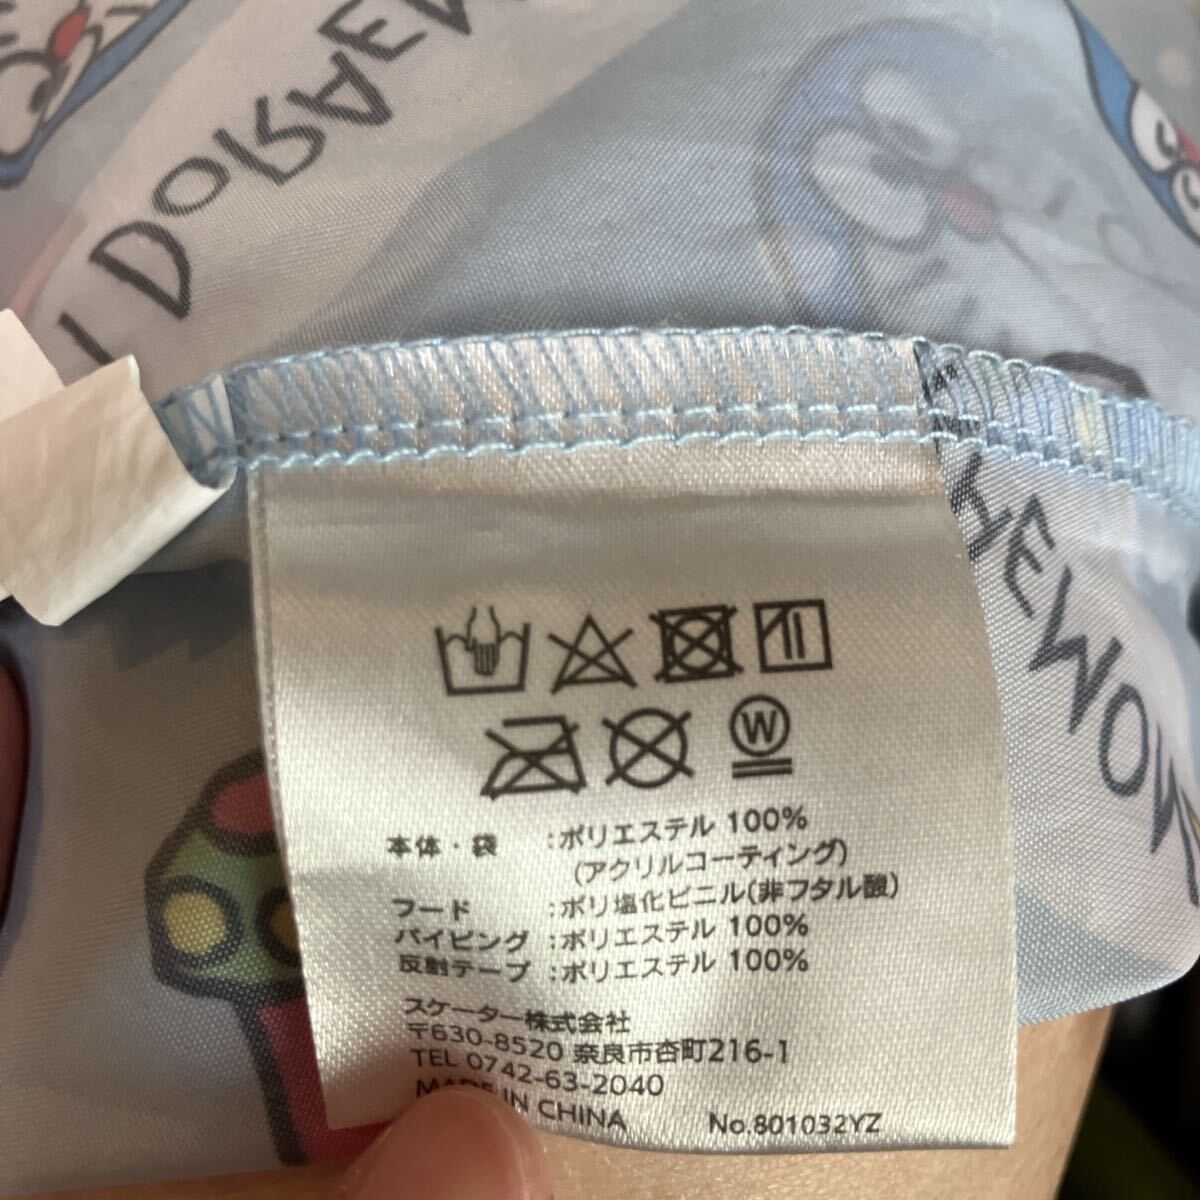 I DORAEM
HEWON
W
本体・袋 :ポリエステル 100%
(アクリルコーティング)
フード :ポリ塩化ビニル(非フタル酸)
パイピング :ポリエステル 100%
反射テープ :ポリエステル 100%
スケーター株式会社
〒630-8520 奈良市杏町216-1
TEL 0742-63-2040
MADE IN CHINA No.801032YZ